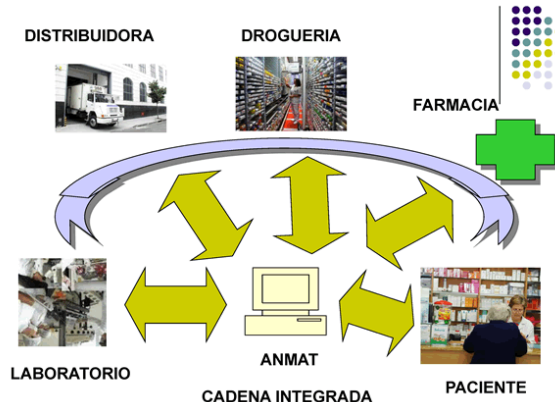 DISTRIBUIDORA
DROGUERIA
FARMACIA
LABORATORIO
ANMAT
PACIENTE
CADENA INTEGRADA